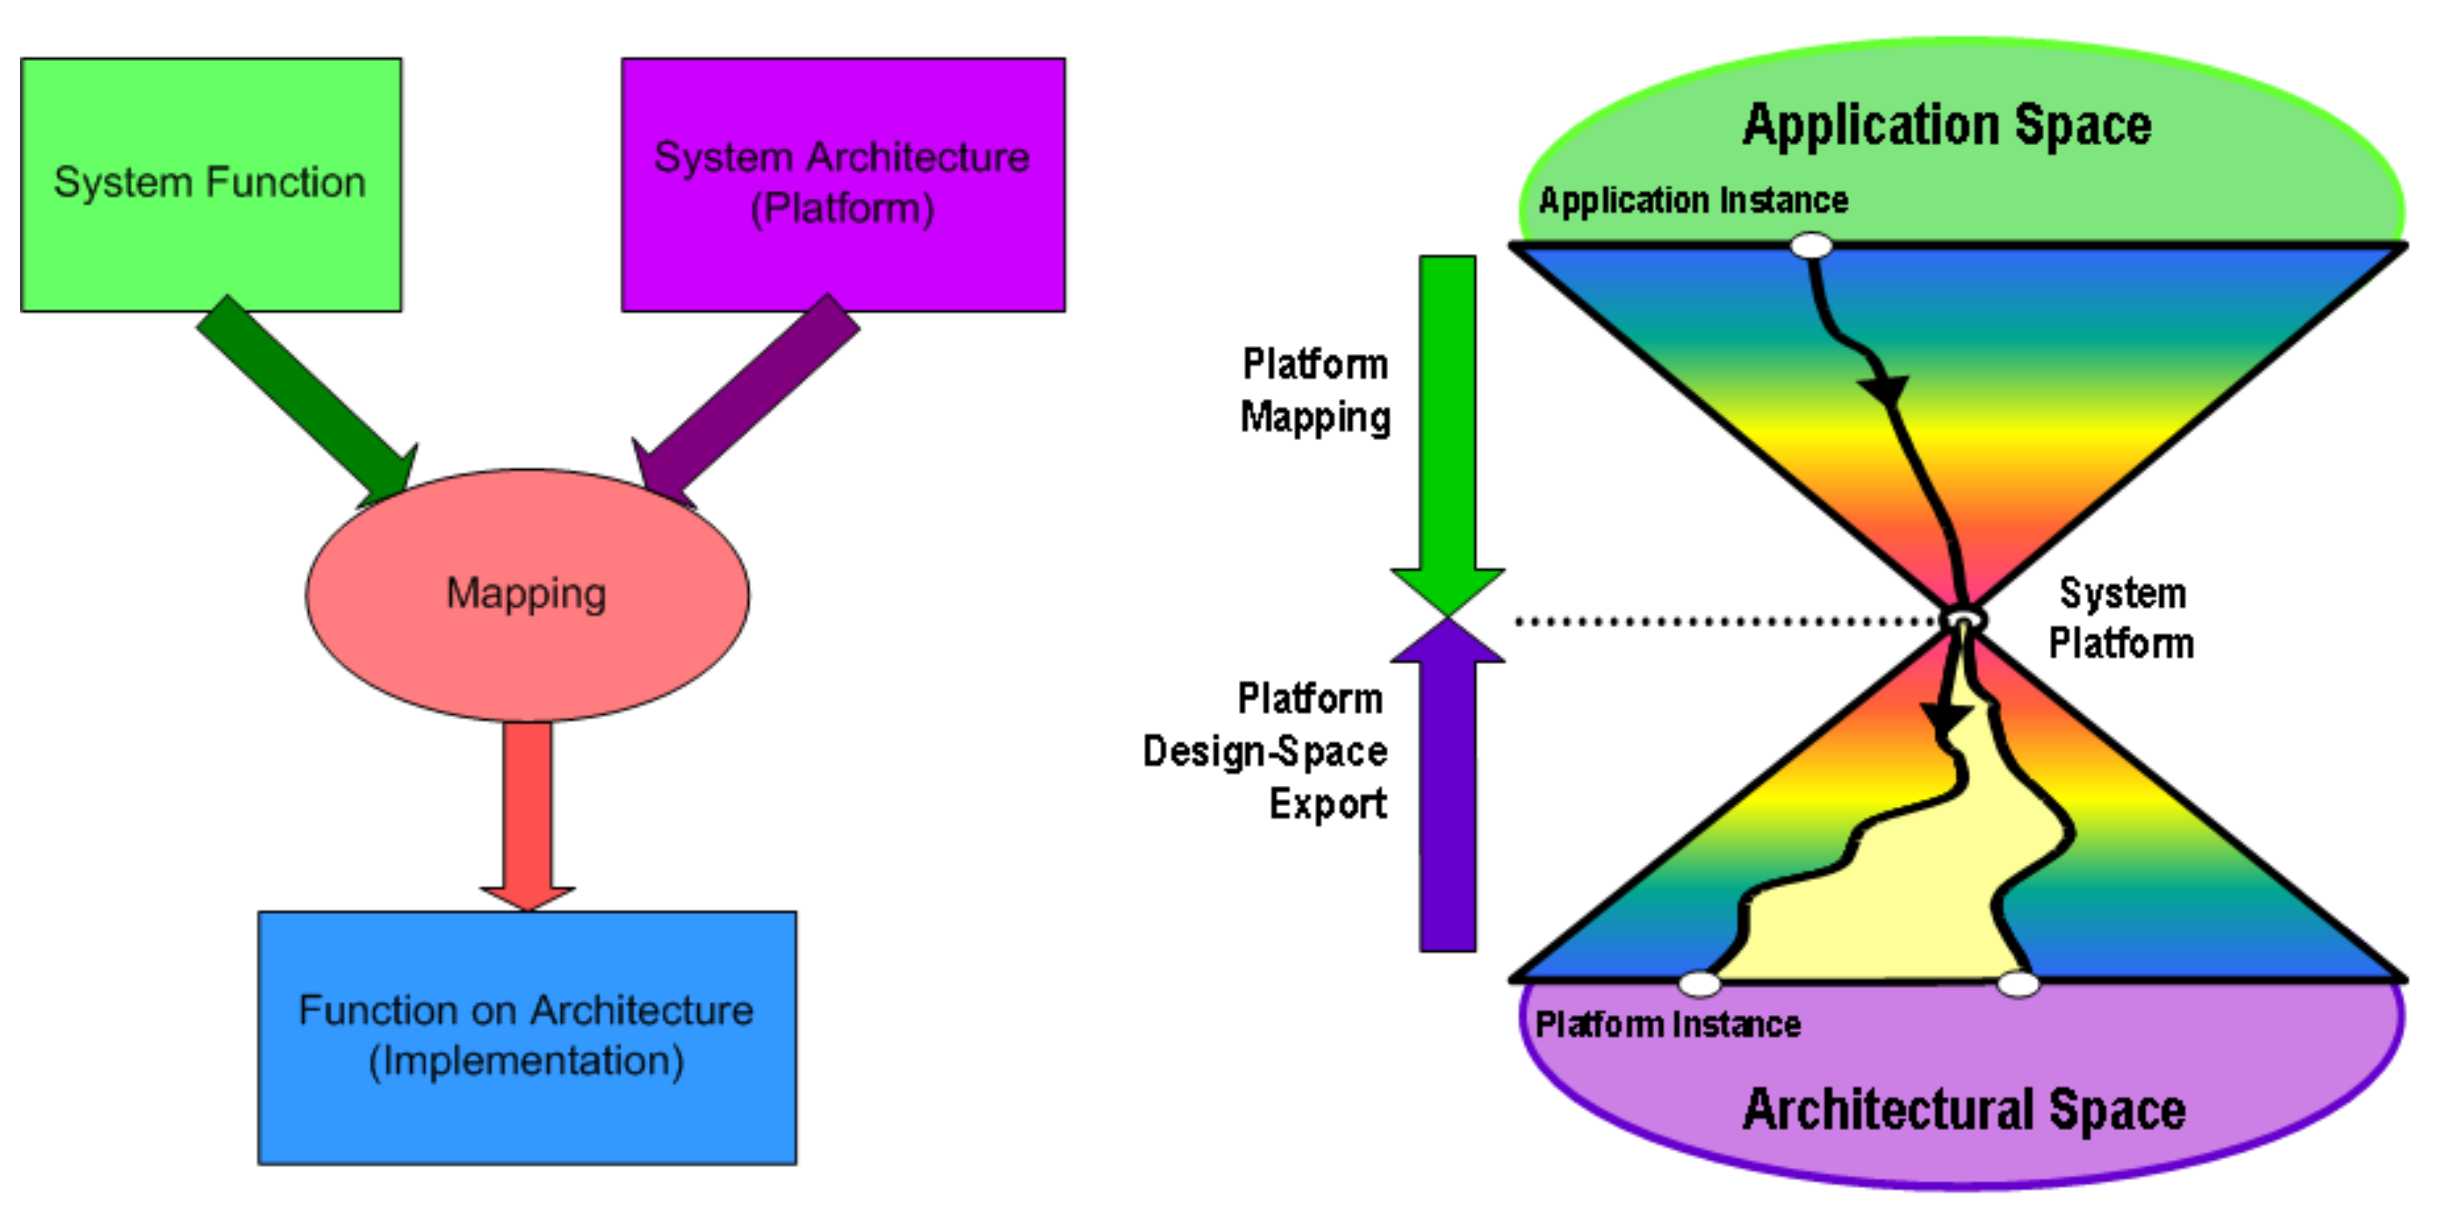 System Function
System Architecture
(Platform)
Mapping
Function on Architecture
(Implementation)
Application Space
Application Instance
Platform
Mapping
System
Platform
Platform
Design-Space
Export
Platform Instance
Architectural Space